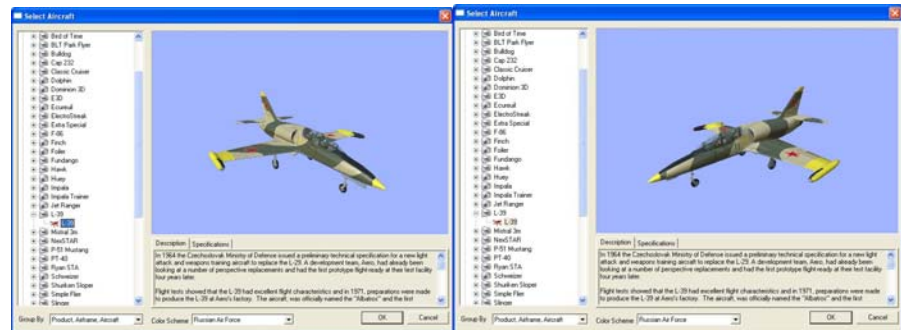 Select Aircraft
Bird of Time
BLT Park Flyer
Bulldog
Cap 232
Classic Cruiser
Dolphin
Dominion 3D
E3D
Ecureuil
ElectroStreak
Extra Special
F-86
Finch
Foiler
Fundango
Hawk
Huey
Impala
Impala Trainer
Jet Ranger
L-39
L-39
Mistral 3m
NexSTAR
P-51 Mustang
PT-40
Ryan STA
Schweizer
Shuriken Sloper
Simple Flier
Slinger
Description
Specifications
In 1964 the Czechoslovak Ministry of Defense issued a preliminary technical specification for a new light
attack and weapons training aircraft to replace the L-29. A development team, Aero, had already been
looking at a number of perspective replacements and had the first prototype flight-ready at their test facility
four years later.
Flight tests showed that the L-39 had excellent flight characteristics and in 1971, preparations were made
to produce the L-39 at Aero's factory. The aircraft, was officially named the "Albatros" and the first
Group By
Product, Airframe, Aircraft
Color Scheme
Russian Air Force
OK
Cancel
Select Aircraft
Bird of Time
BLT Park Flyer
Bulldog
Cap 232
Classic Cruiser
Dolphin
Dominion 3D
E3D
Ecureuil
ElectroStreak
Extra Special
F-86
Finch
Foiler
Fundango
Hawk
Huey
Impala
Impala Trainer
Jet Ranger
L-39
L-39
Mistral 3m
NexSTAR
P-51 Mustang
PT-40
Ryan STA
Schweizer
Shuriken Sloper
Simple Flier
Slinger
Description
Specifications
In 1964 the Czechoslovak Ministry of Defense issued a preliminary technical specification for a new light
attack and weapons training aircraft to replace the L-29. A development team, Aero, had already been
looking at a number of perspective replacements and had the first prototype flight-ready at their test facility
four years later.
Flight tests showed that the L-39 had excellent flight characteristics and in 1971, preparations were made
to produce the L-39 at Aero's factory. The aircraft, was officially named the "Albatros" and the first
Group By
Product, Airframe, Aircraft
Color Scheme
Russian Air Force
OK
Cancel